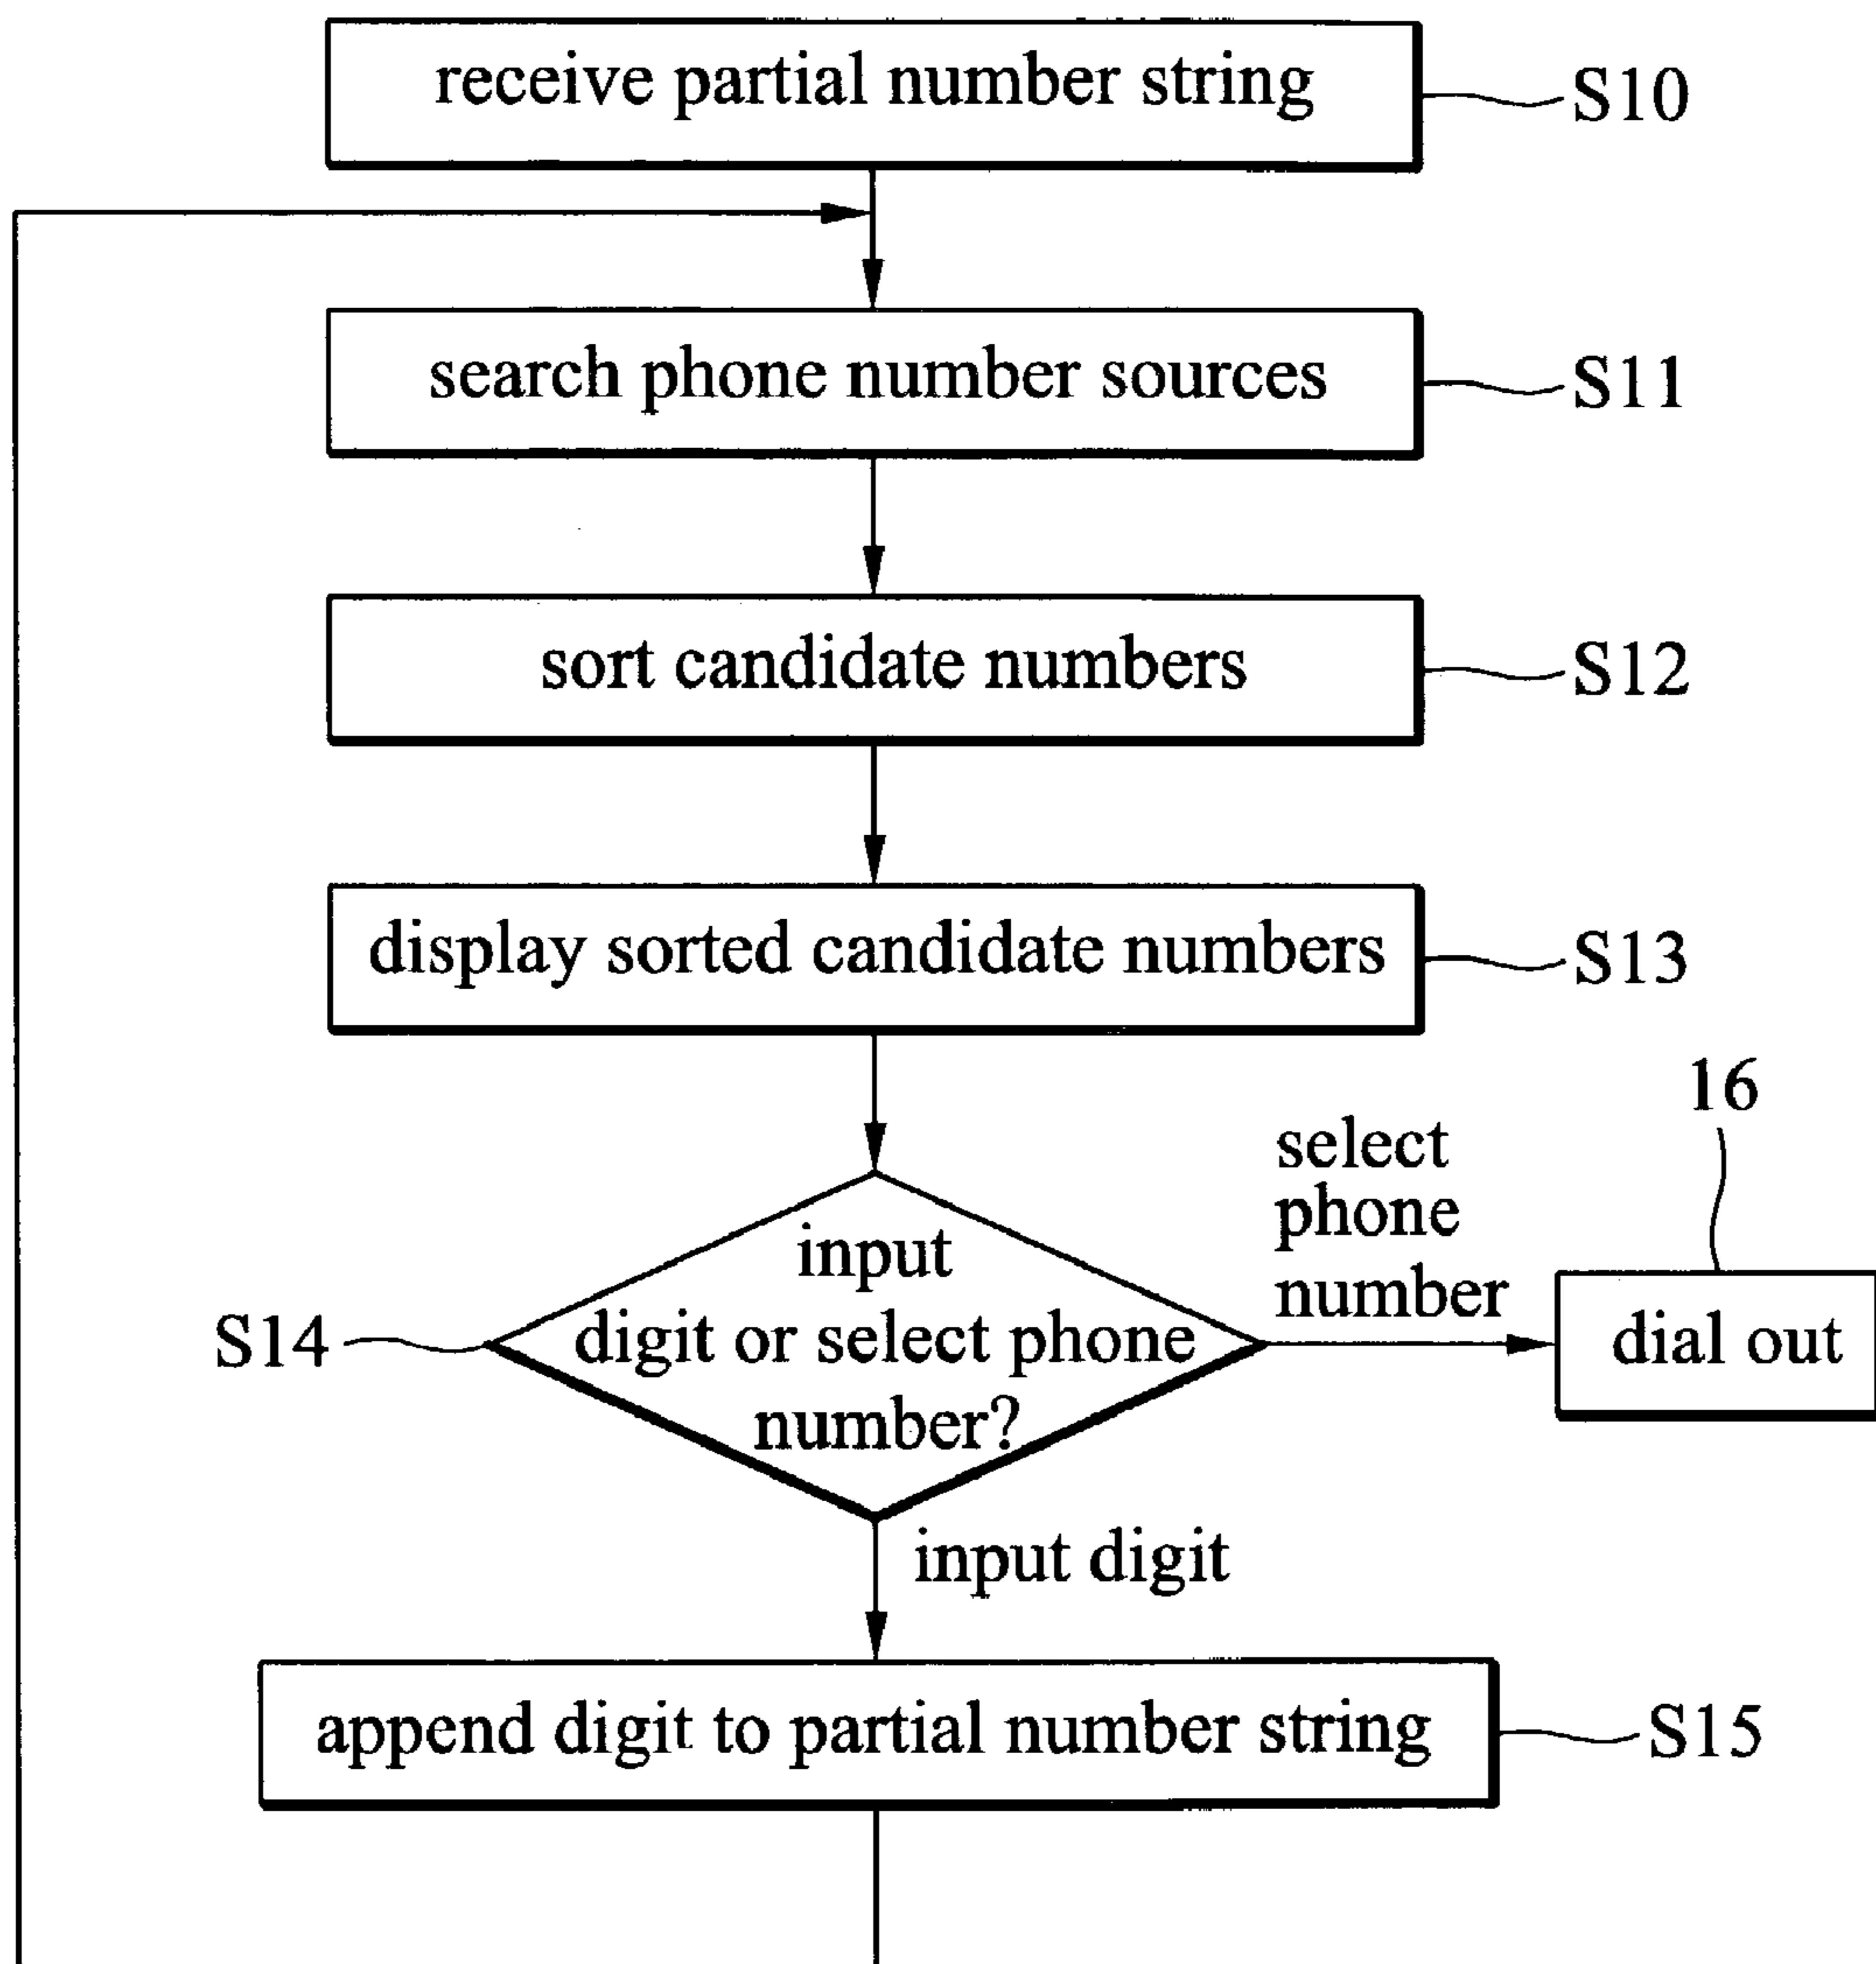 receive partial number string
S10
search phone number sources
S11
sort candidate numbers
S12
display sorted candidate numbers
S13
16
select
phone
number
input
digit or select phone
number?
S14
dial out
input digit
append digit to partial number string
S15